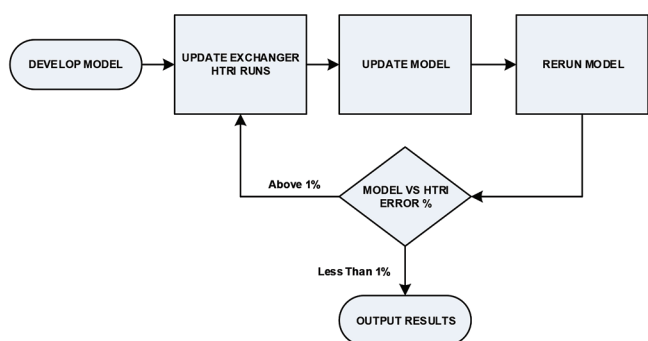 DEVELOP MODEL
UPDATE EXCHANGER
HTRI RUNS
UPDATE MODEL
RERUN MODEL
Above 1%
MODEL VS HTRI
ERROR %
Less Than 1%
OUTPUT RESULTS